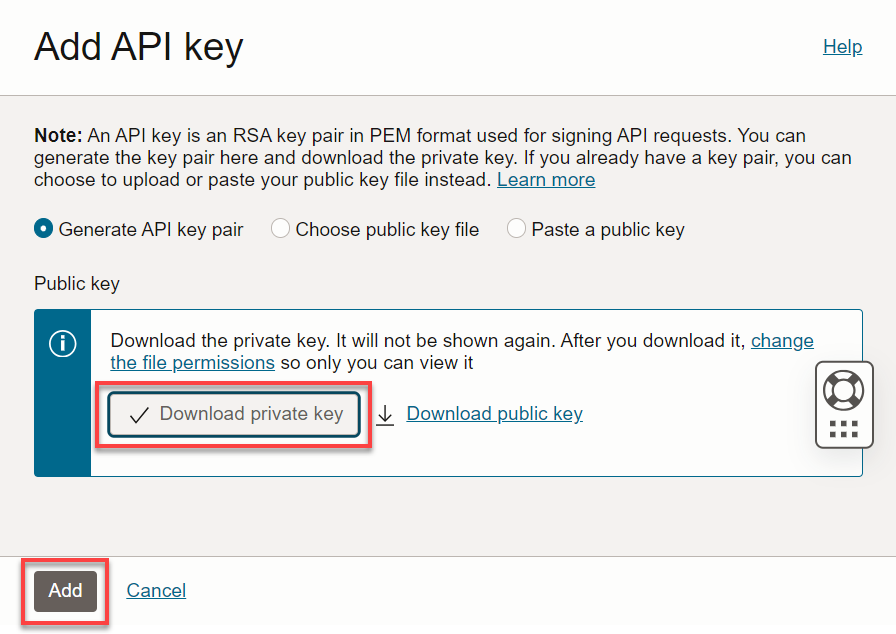 Add API key
Help
Note: An API key is an RSA key pair in PEM format used for signing API requests. You can
generate the key pair here and download the private key. If you already have a key pair, you can
choose to upload or paste your public key file instead. Learn more
Generate API key pair Choose public key file Paste a public key
Public key
Download the private key. It will not be shown again. After you download it, change
the file permissions so only you can view it
Download private key Download public key
Add Cancel